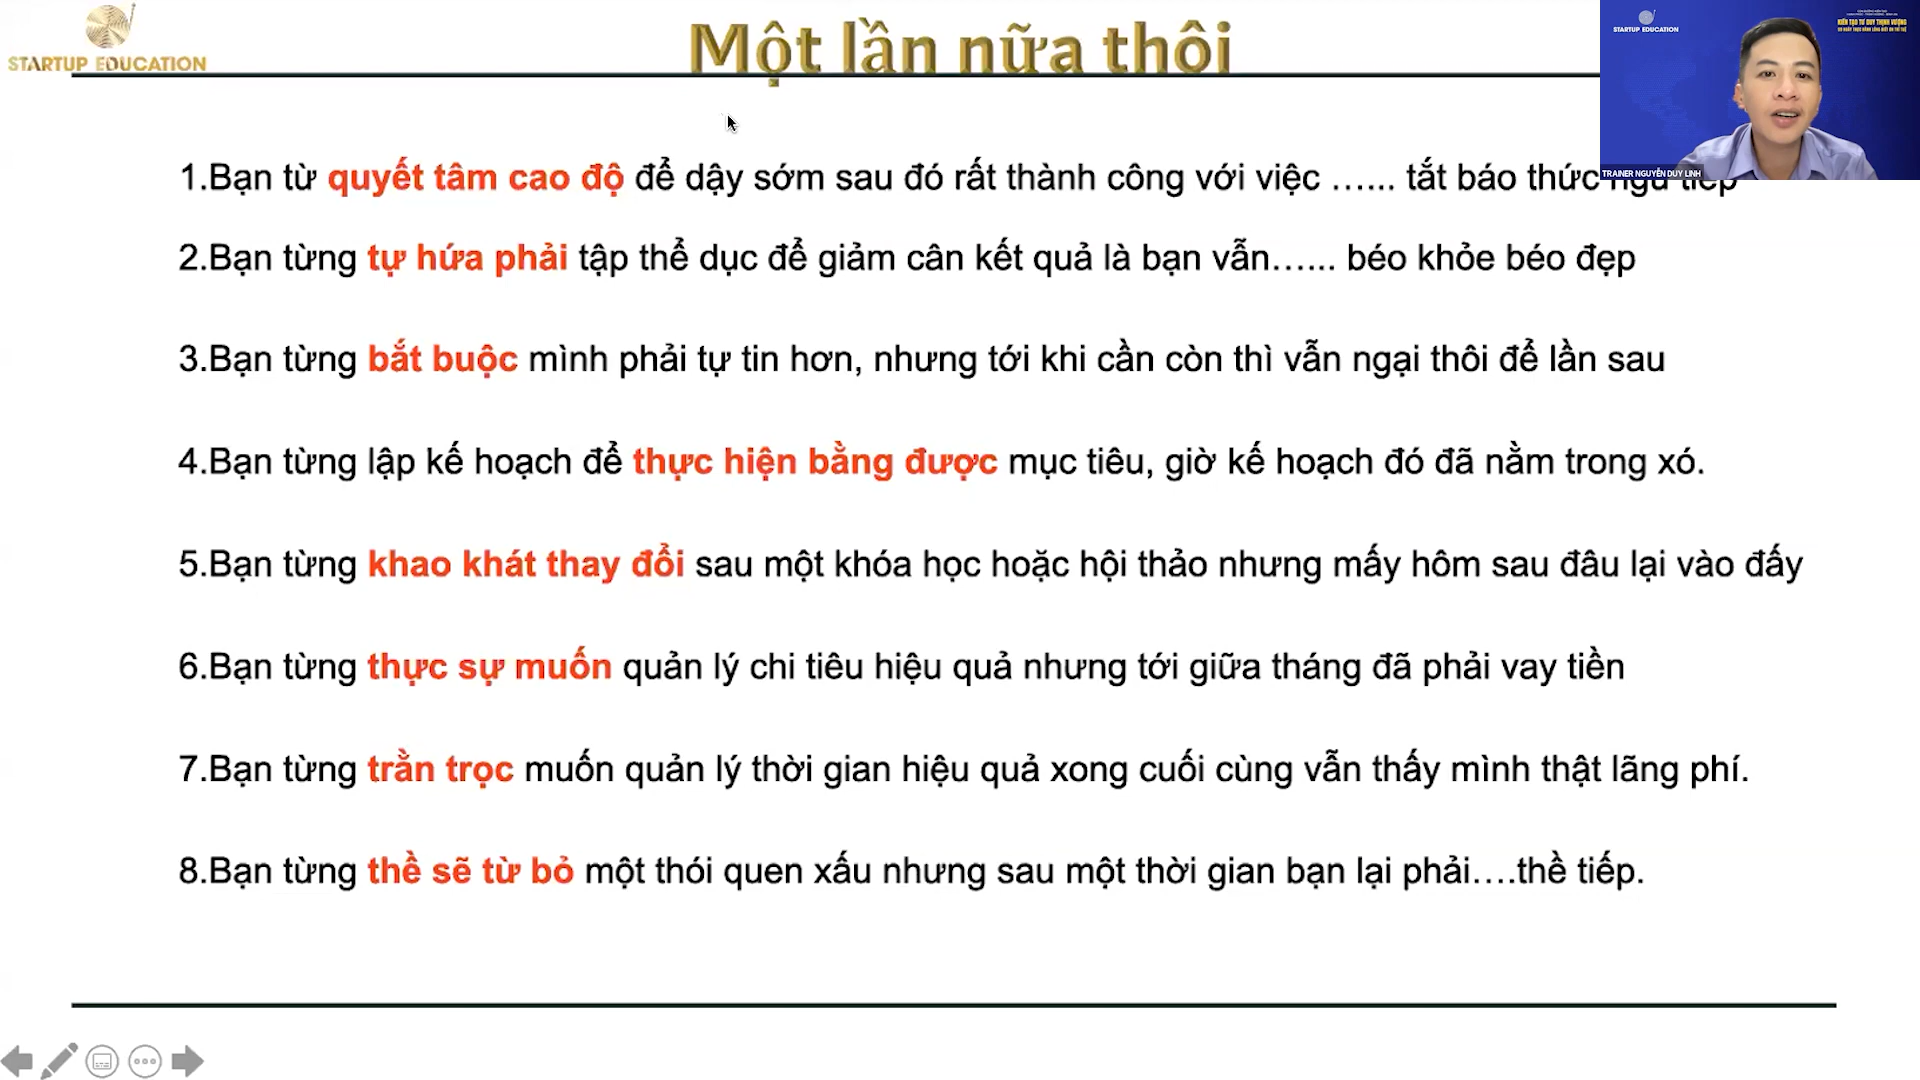 STARTUP EDUCATION
Một lần nữa thôi
STARTUP EDUCATION
KIẾN TẠO TƯ DUY THỊNH VƯỢNG
TRAINER NGUYỄN DUY LINH
1.Bạn từ quyết tâm cao độ để dậy sớm sau đó rất thành công với việc …... tắt báo thức ngủ tiếp
2.Bạn từng tự hứa phải tập thể dục để giảm cân kết quả là bạn vẫn…... béo khỏe béo đẹp
3.Bạn từng bắt buộc mình phải tự tin hơn, nhưng tới khi cần còn thì vẫn ngại thôi để lần sau
4.Bạn từng lập kế hoạch để thực hiện bằng được mục tiêu, giờ kế hoạch đó đã nằm trong xó.
5.Bạn từng khao khát thay đổi sau một khóa học hoặc hội thảo nhưng mấy hôm sau đâu lại vào đấy
6.Bạn từng thực sự muốn quản lý chi tiêu hiệu quả nhưng tới giữa tháng đã phải vay tiền
7.Bạn từng trằn trọc muốn quản lý thời gian hiệu quả xong cuối cùng vẫn thấy mình thật lãng phí.
8.Bạn từng thề sẽ từ bỏ một thói quen xấu nhưng sau một thời gian bạn lại phải….thề tiếp.